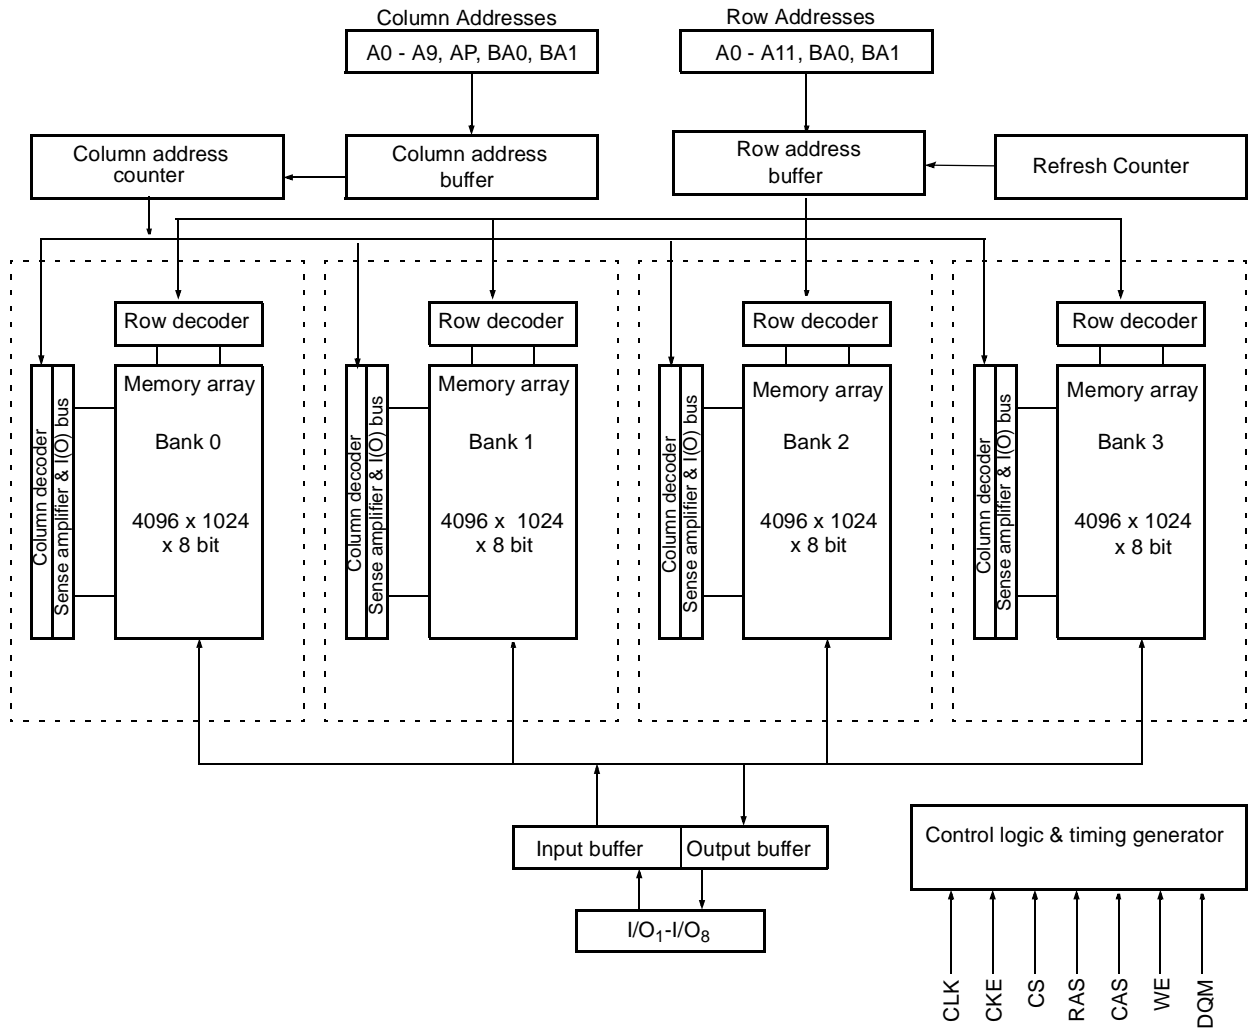 Column Addresses
Row Addresses
A0 - A9, AP, BA0, BA1
A0 - A11, BA0, BA1
Column address
counter
Column address
buffer
Row address
buffer
Refresh Counter
Row decoder
Row decoder
Row decoder
Row decoder
Column decoder
Sense amplifier & I(O) bus
Memory array
Bank 0
4096 x 1024
x 8 bit
Column decoder
Sense amplifier & I(O) bus
Memory array
Bank 1
4096 x 1024
x 8 bit
Column decoder
Sense amplifier & I(O) bus
Memory array
Bank 2
4096 x 1024
x 8 bit
Column decoder
Sense amplifier & I(O) bus
Memory array
Bank 3
4096 x 1024
x 8 bit
Input buffer
Output buffer
I/O1-I/O8
Control logic & timing generator
CLK
CKE
CS
RAS
CAS
WE
DQM